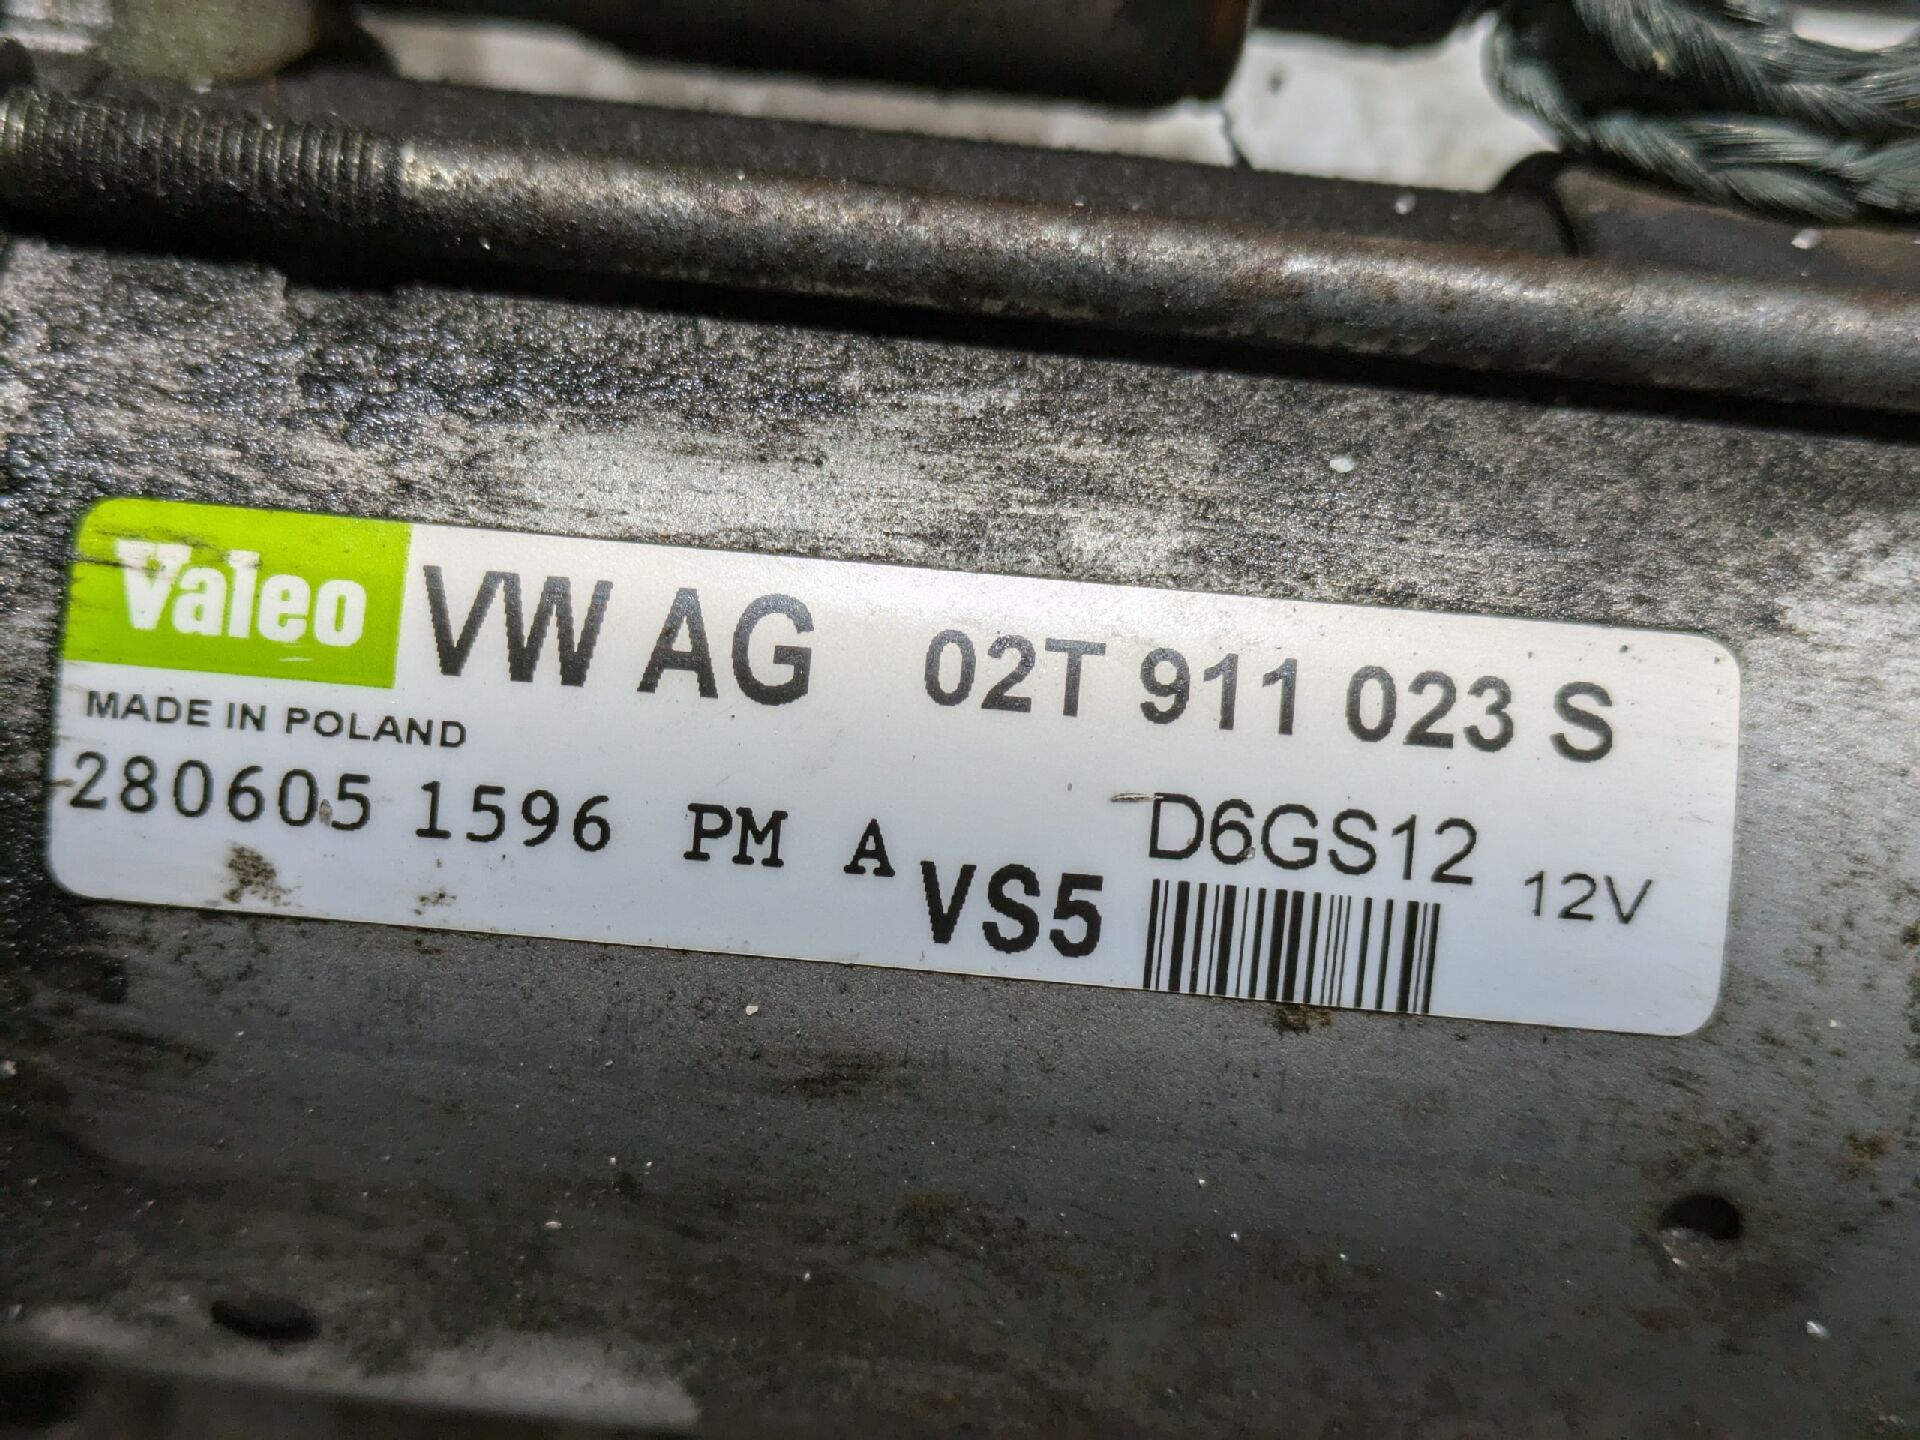 Valeo VW AG 02T 911 023 S
MADE IN POLAND
280605 1596 PM A VS5 D6GS12 12V